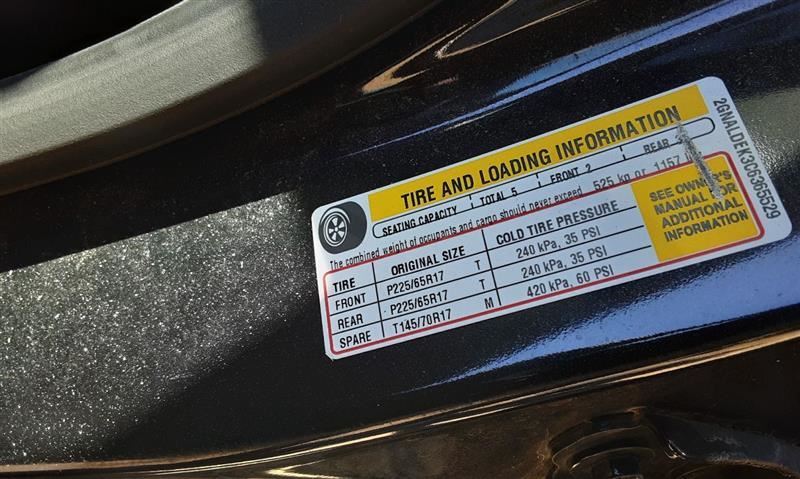 TIRE AND LOADING INFORMATION
SEATING CAPACITY TOTAL 5 FRONT 2 REAR
The combined weight of occupants and cargo should never exceed 525 kg or 1157
TIRE ORIGINAL SIZE COLD TIRE PRESSURE
FRONT P225/65R17 T 240 kPa, 35 PSI
REAR P225/65R17 T 240 kPa, 35 PSI
SPARE T145/70R17 M 420 kPa, 60 PSI
SEE OWNER'S
MANUAL FOR
ADDITIONAL
INFORMATION
2GNALDEK3C6365529